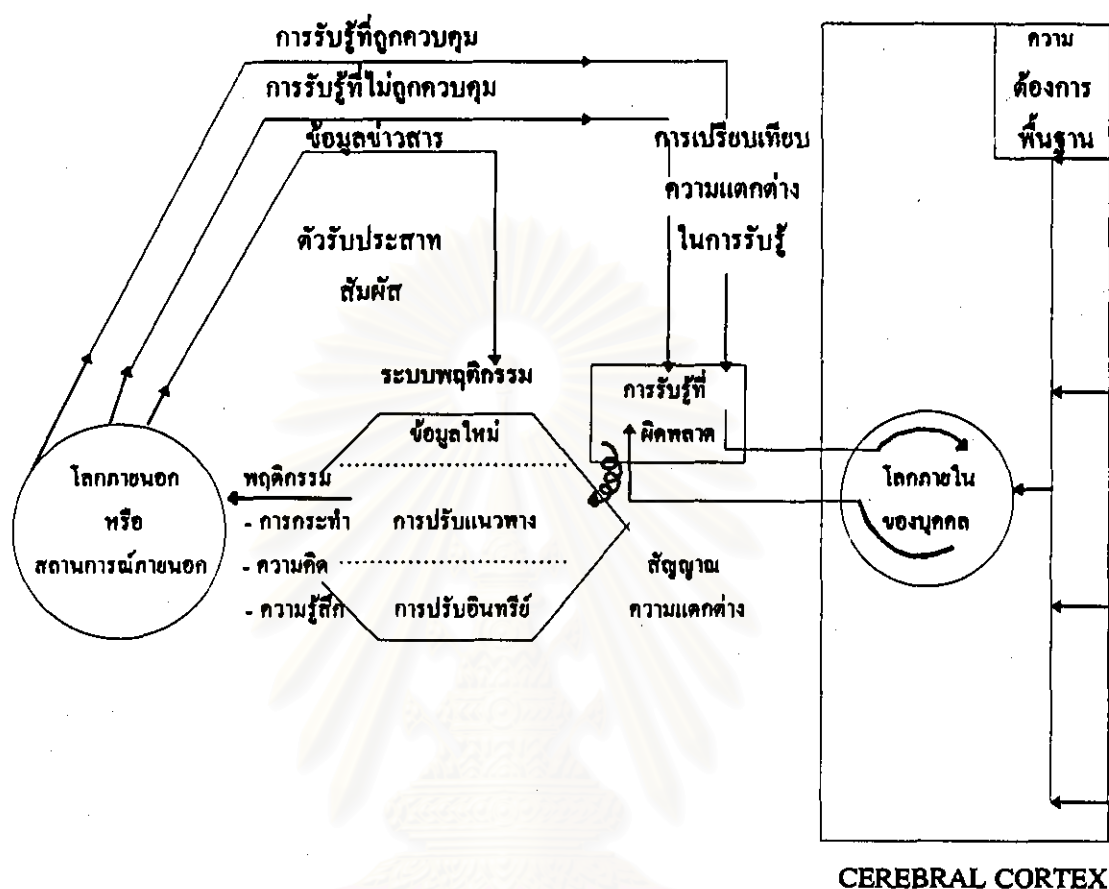 การรับรู้ที่ถูกควบคุม
การรับรู้ที่ไม่ถูกควบคุม
ข้อมูลข่าวสาร
ตัวรับประสาท
สัมผัส
การเปรียบเทียบ
ความแตกต่าง
ในการรับรู้
ความ
ต้องการ
พื้นฐาน
ระบบพฤติกรรม
ข้อมูลใหม่
การปรับแนวทาง
การปรับอินทรีย์
การรับรู้ที่
ผิดพลาด
โลกภายนอก
หรือ
สถานการณ์ภายนอก
พฤติกรรม
- การกระทำ
- ความคิด
- ความรู้สึก
สัญญาณ
ความแตกต่าง
โลกภายใน
ของบุคคล
CEREBRAL CORTEX